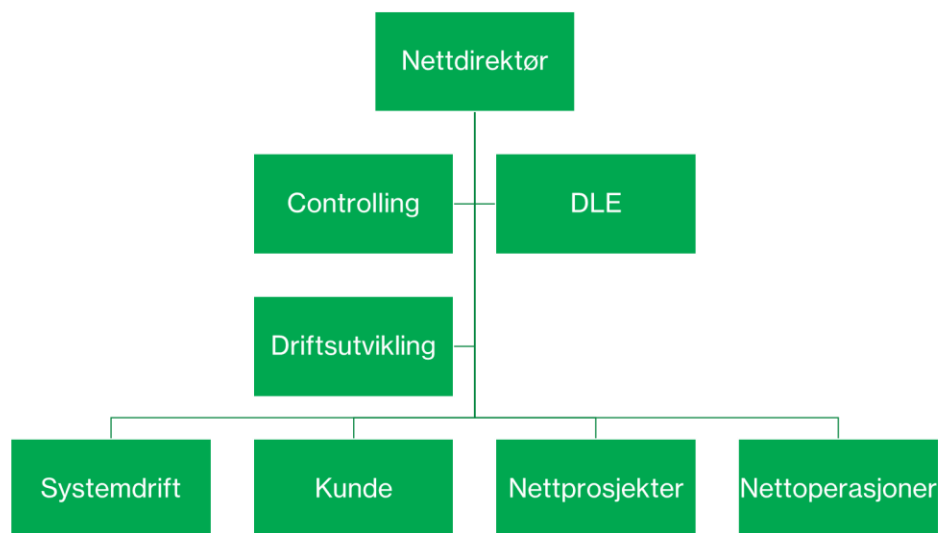 Nettdirektør
Controlling
DLE
Driftsutvikling
Systemdrift
Kunde
Nettprosjekter
Nettoperasjoner